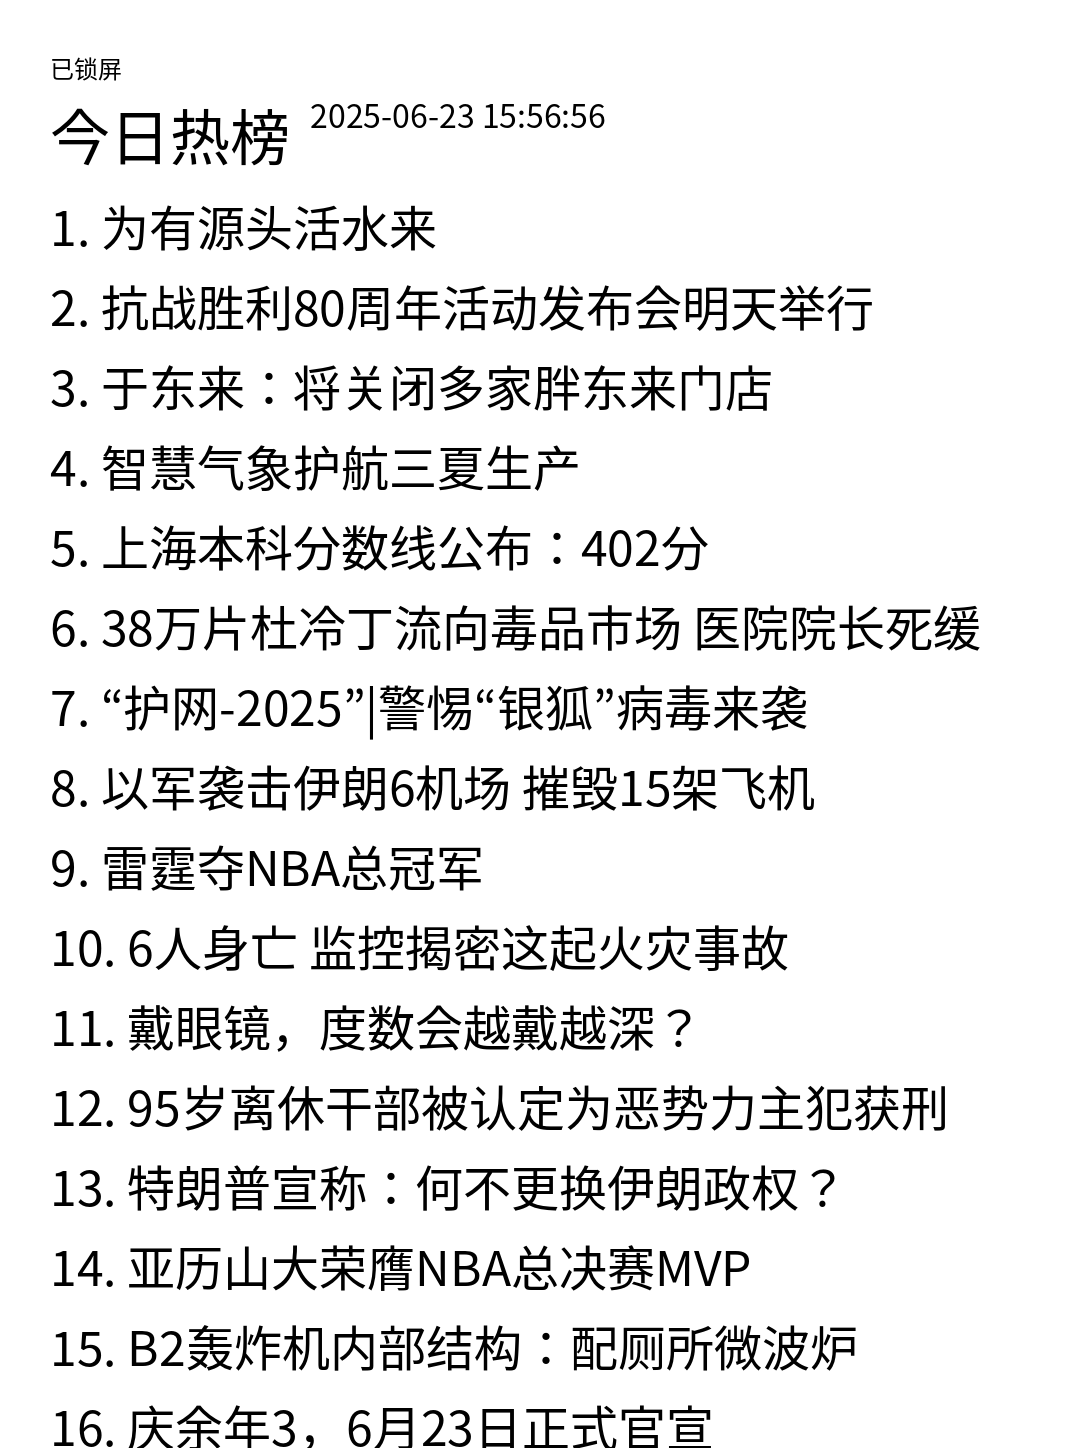 已锁屏
今日热榜 2025-06-23 15:56:56
1. 为有源头活水来
2. 抗战胜利80周年活动发布会明天举行
3. 于东来：将关闭多家胖东来门店
4. 智慧气象护航三夏生产
5. 上海本科分数线公布：402分
6. 38万片杜冷丁流向毒品市场 医院院长死缓
7. “护网-2025”|警惕“银狐”病毒来袭
8. 以军袭击伊朗6机场 摧毁15架飞机
9. 雷霆夺NBA总冠军
10. 6人身亡 监控揭密这起火灾事故
11. 戴眼镜，度数会越戴越深？
12. 95岁离休干部被认定为恶势力主犯获刑
13. 特朗普宣称：何不更换伊朗政权？
14. 亚历山大荣膺NBA总决赛MVP
15. B2轰炸机内部结构：配厕所微波炉
16. 庆余年3，6月23日正式官宣